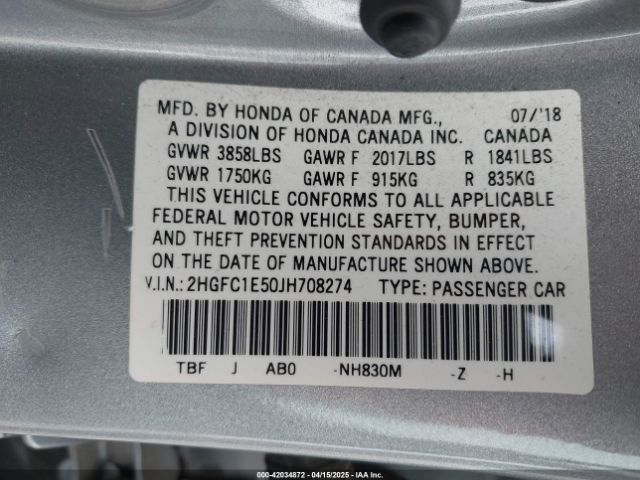 MFD. BY HONDA OF CANADA MFG., 07/'18
A DIVISION OF HONDA CANADA INC. CANADA
GVWR 3858LBS GAWR F 2017LBS R 1841LBS
GVWR 1750KG GAWR F 915KG R 835KG
THIS VEHICLE CONFORMS TO ALL APPLICABLE
FEDERAL MOTOR VEHICLE SAFETY, BUMPER,
AND THEFT PREVENTION STANDARDS IN EFFECT
ON THE DATE OF MANUFACTURE SHOWN ABOVE.
V.I.N.: 2HGFC1E50JH708274 TYPE: PASSENGER CAR
TBF J AB0 -NH830M -Z -H
000-42034872 - 04/15/2025 - IAA Inc.